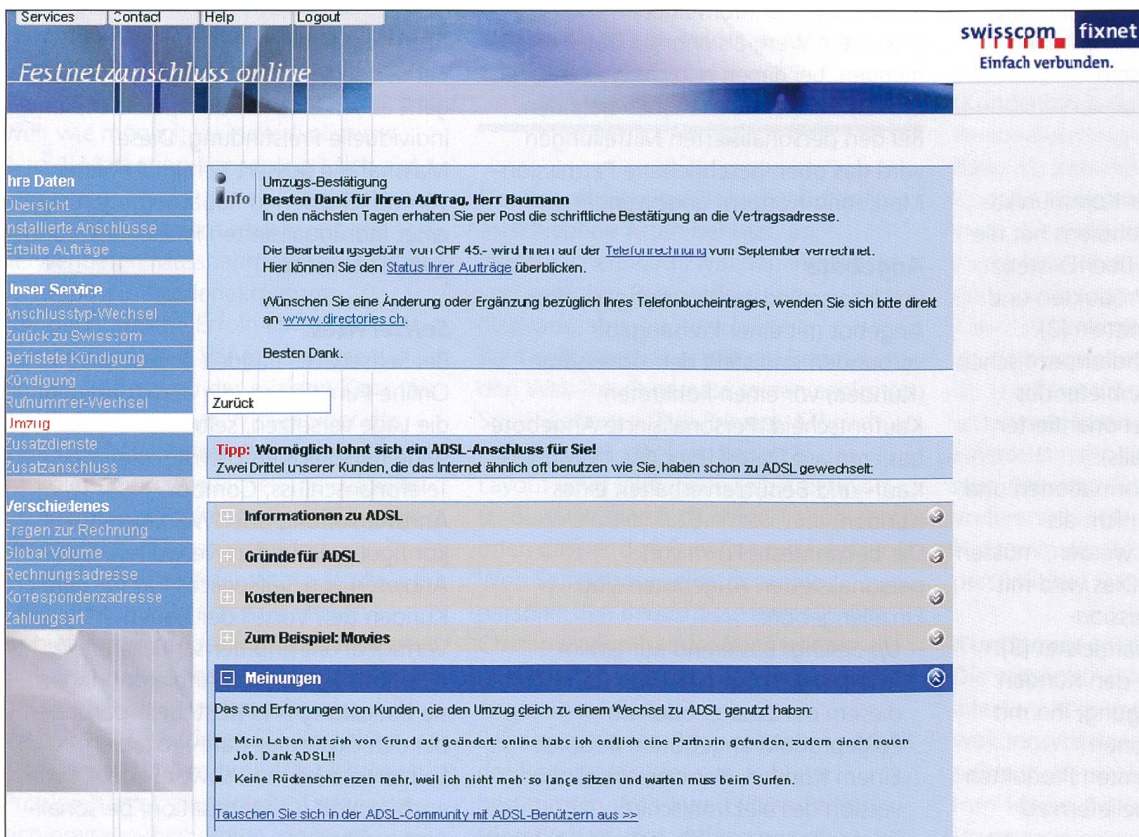 Services Contact Help Logout
swisscom fixnet
Einfach verbunden.
Festnetzanschluss online
hre Daten
Übersicht
nstallierte Anschlüsse
Erteilte Aufträge
Unser Service
Anschlusstyp-Wechsel
Zurück zu Swisscom
Befristete Kündigung
Kündigung
Rufnummer-Wechsel
Umzug
Zusatzdienste
Zusatzanschluss
Verschiedenes
Fragen zur Rechnung
Global Volume
Rechnungsadresse
Korrespondenzadresse
Zahlungsart
info
Umzugs-Bestätigung
Besten Dank für Ihren Auftrag, Herr Baumann
In den nächsten Tagen erhalten Sie per Post die schriftliche Bestätigung an die Vertragsadresse.
Die Bearbeitungsgebühr von CHF 45.- wird Ihnen auf der Telefonrechnung vom September verrechnet.
Hier können Sie den Status Ihrer Aufträge überblicken.
Wünschen Sie eine Änderung oder Ergänzung bezüglich Ihres Telefonbucheintrages, wenden Sie sich bitte direkt
an www.directories.ch.
Besten Dank.
Zurück
Tipp: Womöglich lohnt sich ein ADSL-Anschluss für Sie!
Zwei Drittel unserer Kunden, die das Internet ähnlich oft benutzen wie Sie, haben schon zu ADSL gewechselt:
Informationen zu ADSL
Gründe für ADSL
Kosten berechnen
Zum Beispiel: Movies
Meinungen
Das sind Erfahrungen von Kunden, die den Umzug gleich zu einem Wechsel zu ADSL genutzt haben:
Mein Leben hat sich von Grund auf geändert: online habe ich endlich eine Partnerin gefunden, zudem einen neuen
Job. Dank ADSL!!
Keine Rückenschmerzen mehr, weil ich nicht mehr so lange sitzen und warten muss beim Surfen.
Tauschen Sie sich in der ADSL-Community mit ADSL-Benützern aus >>